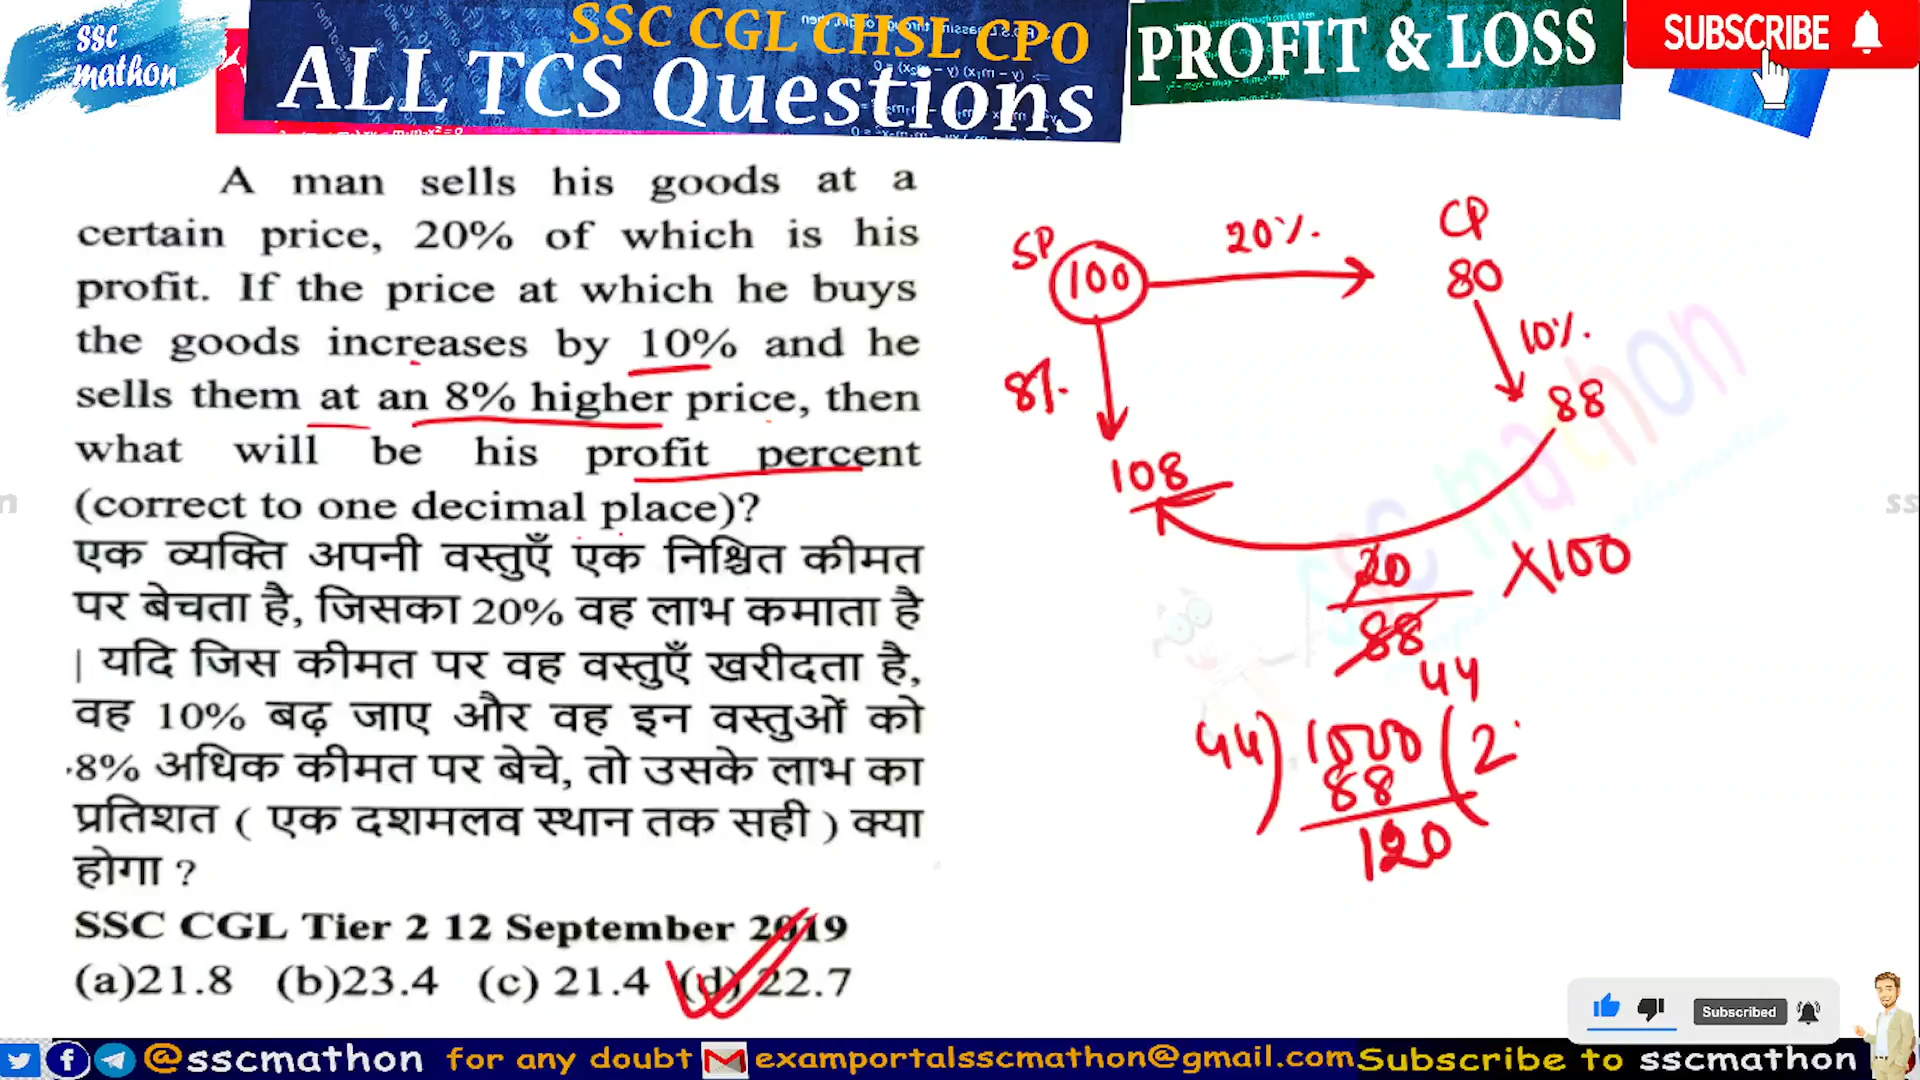 SSC
mathon
SSC CGL CHSL CPO
ALL TCS Questions
PROFIT & LOSS
SUBSCRIBE
A man sells his goods at a
certain price, 20% of which is his
profit. If the price at which he buys
the goods increases by 10% and he
sells them at an 8% higher price, then
what will be his profit percent
(correct to one decimal place)?
एक व्यक्ति अपनी वस्तुएँ एक निश्चित कीमत
पर बेचता है, जिसका 20% वह लाभ कमाता है
| यदि जिस कीमत पर वह वस्तुएँ खरीदता है,
वह 10% बढ़ जाए और वह इन वस्तुओं को
8% अधिक कीमत पर बेचे, तो उसके लाभ का
प्रतिशत ( एक दशमलव स्थान तक सही ) क्या
होगा ?
SSC CGL Tier 2 12 September 2019
(a)21.8 (b)23.4 (c) 21.4 (d) 22.7
SP
100
20%.
CP
80
8%.
10%.
88
108
20
88
×100
44
44) 1000 (2
88
120
ssc mathon
Subscribed
@sscmathon for any doubt examportalsscmathon@gmail.com Subscribe to sscmathon